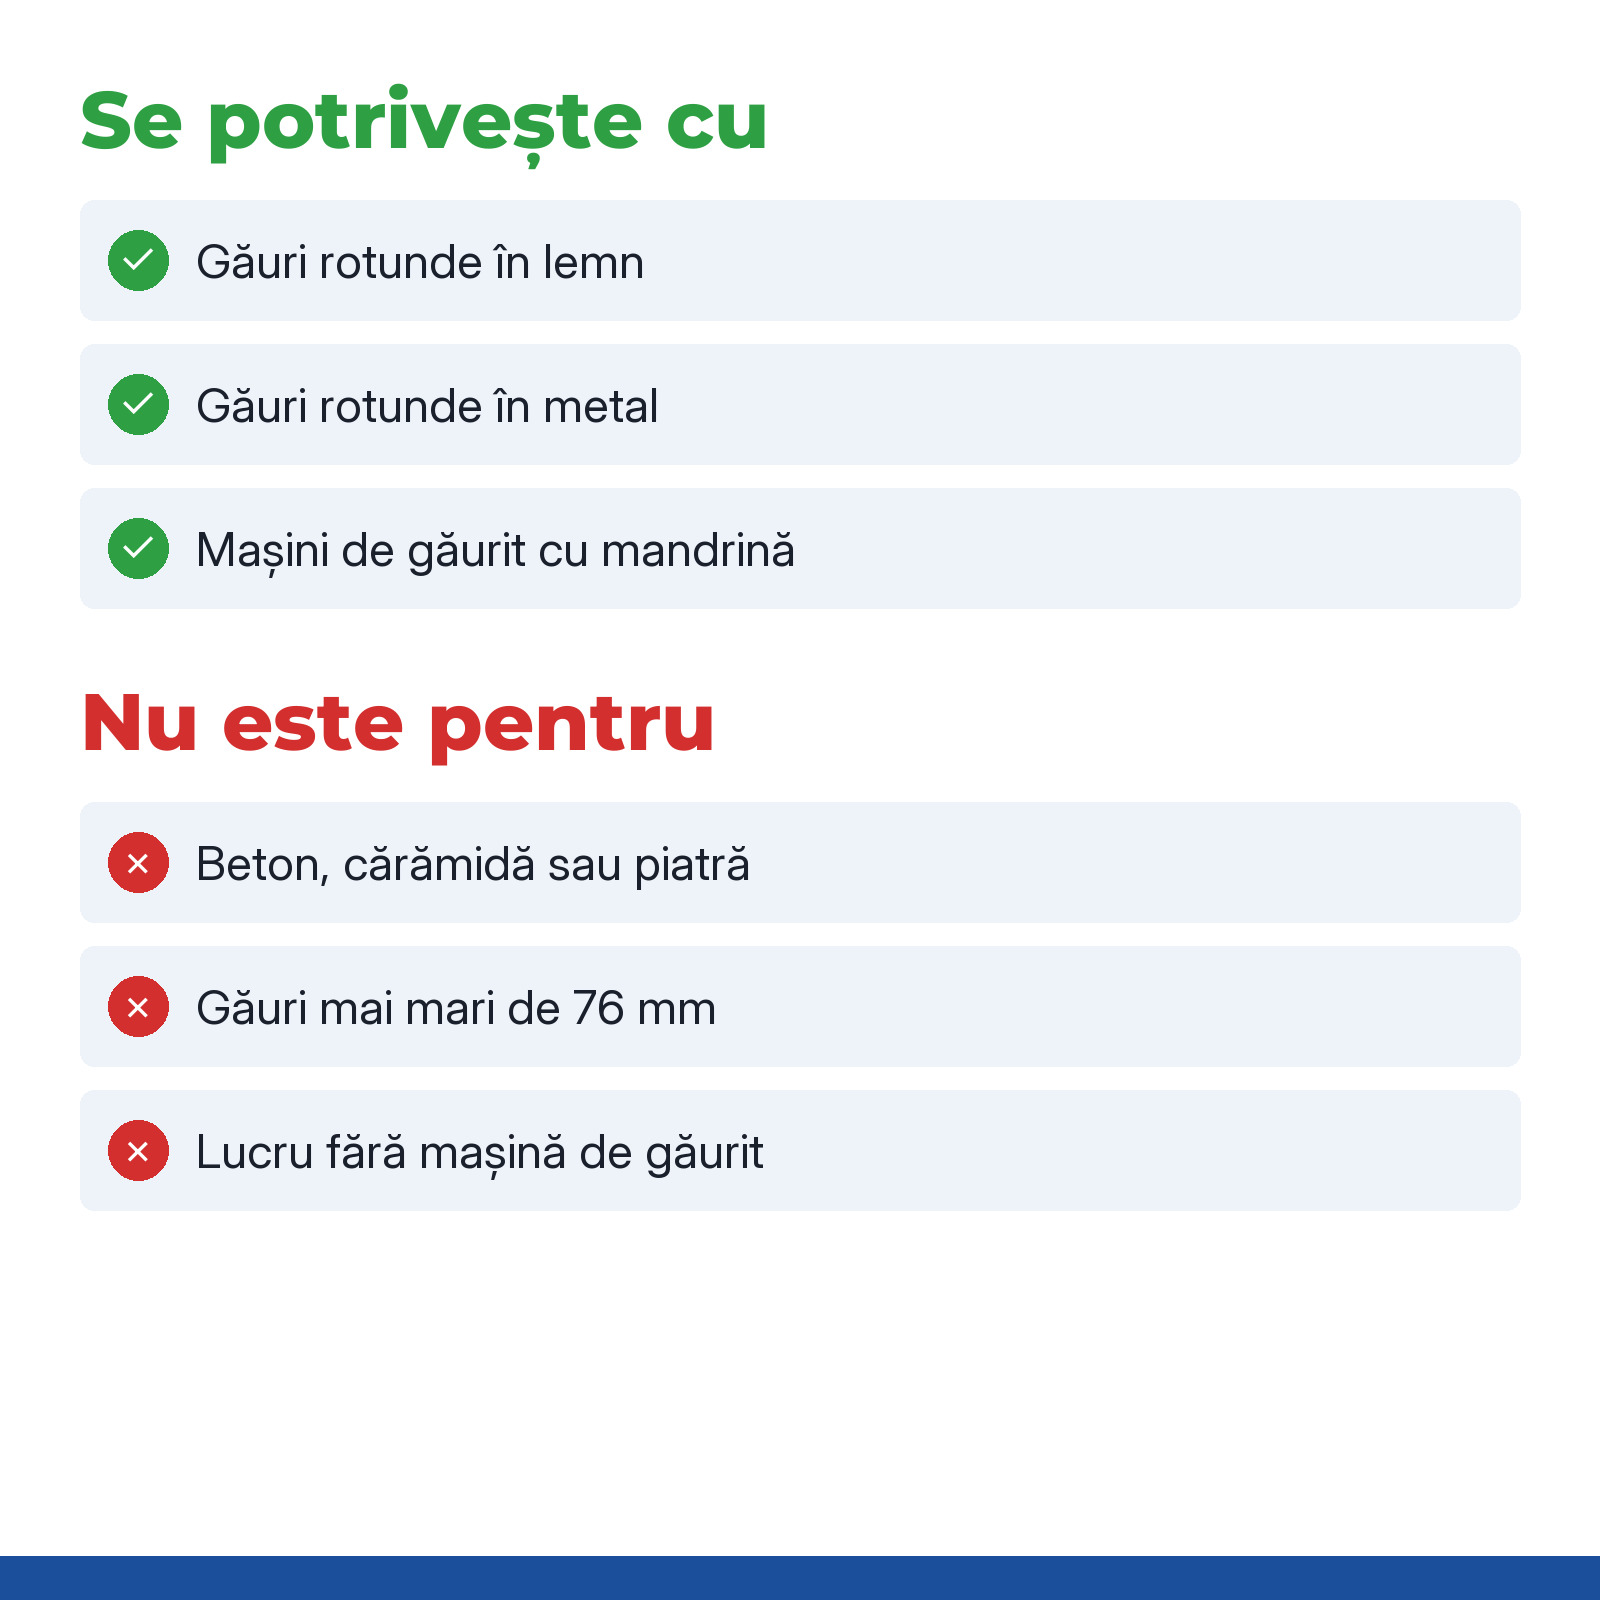 Se potrivește cu
Găuri rotunde în lemn
Găuri rotunde în metal
Mașini de găurit cu mandrină
Nu este pentru
Beton, cărămidă sau piatră
Găuri mai mari de 76 mm
Lucru fără mașină de găurit